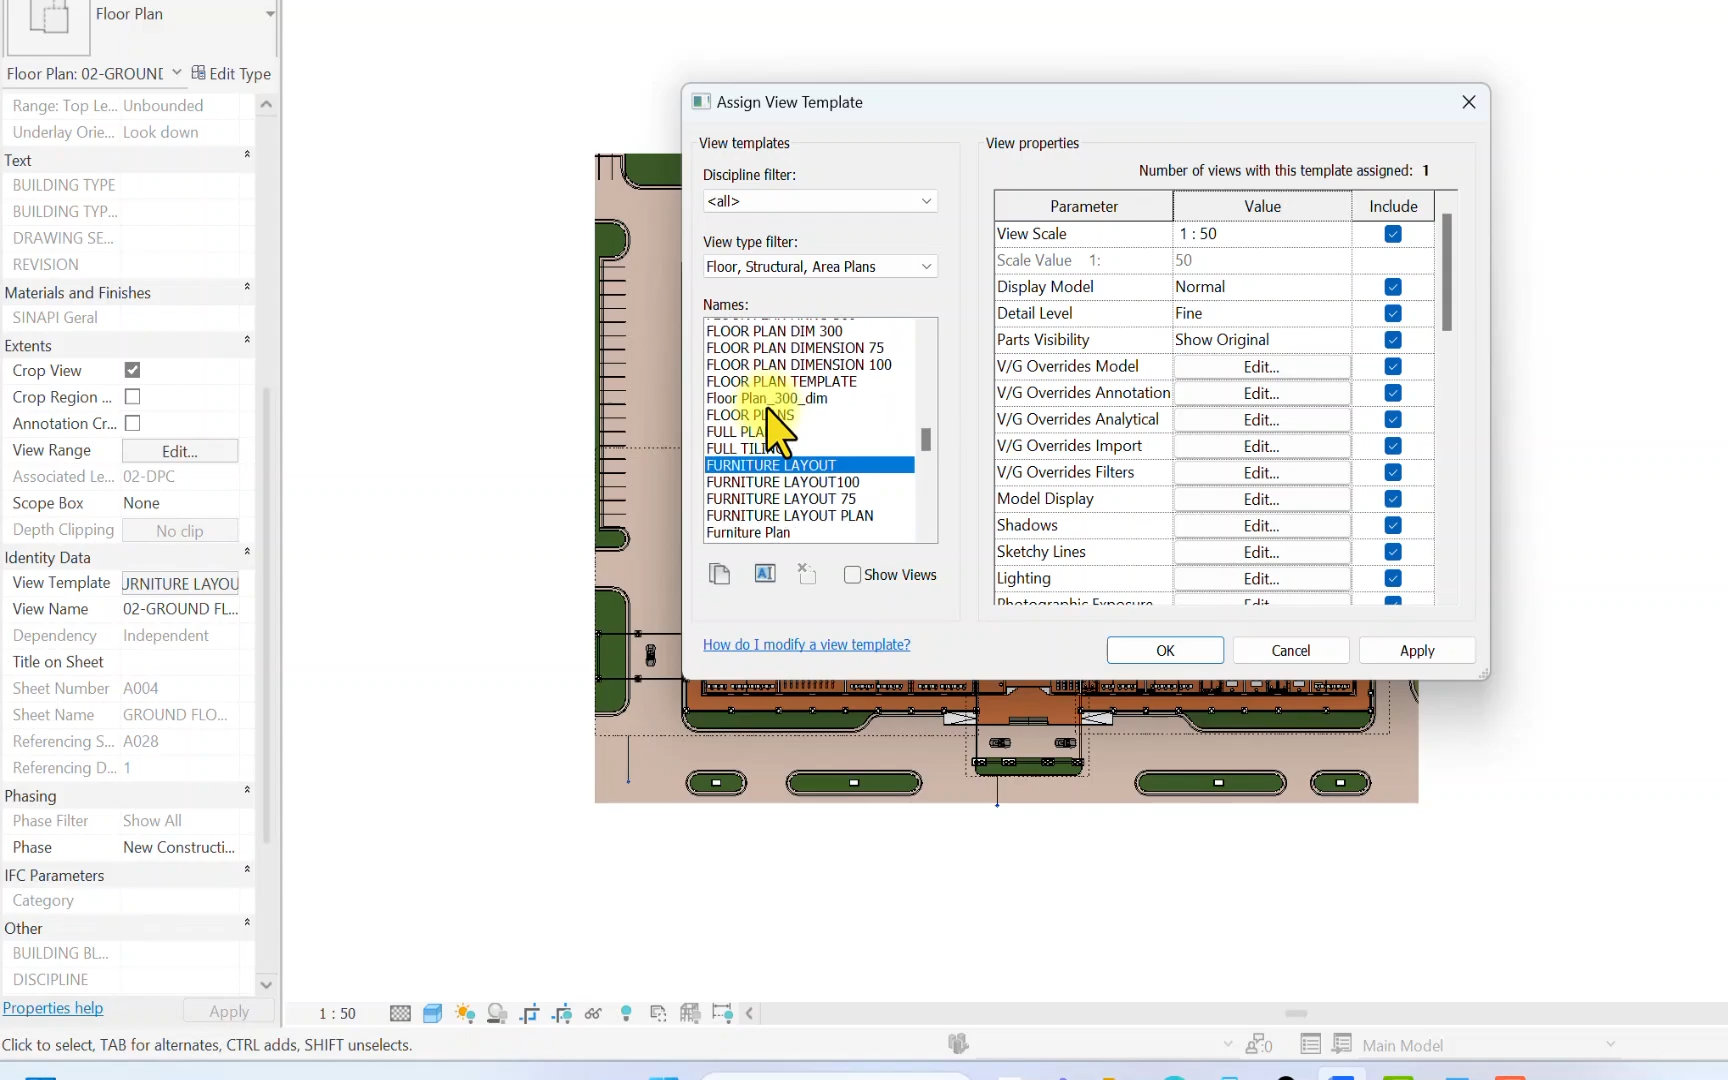 Floor Plan
Floor Plan: 02-GROUNI
Edit Type
Range: Top Le... Unbounded
Underlay Orie... Look down
Text
BUILDING TYPE
BUILDING TYP...
DRAWING SE...
REVISION
Materials and Finishes
SINAPI Geral
Extents
Crop View
Crop Region ...
Annotation Cr...
View Range Edit...
Associated Le... 02-DPC
Scope Box None
Depth Clipping No clip
Identity Data
View Template JRNITURE LAYOU
View Name 02-GROUND FL...
Dependency Independent
Title on Sheet
Sheet Number A004
Sheet Name GROUND FLO...
Referencing S... A028
Referencing D... 1
Phasing
Phase Filter Show All
Phase New Constructi...
IFC Parameters
Category
Other
BUILDING BL...
DISCIPLINE
Properties help
Apply
Assign View Template
View templates
Discipline filter:
<all>
View type filter:
Floor, Structural, Area Plans
Names:
FLOOR PLAN DIM 300
FLOOR PLAN DIMENSION 75
FLOOR PLAN DIMENSION 100
FLOOR PLAN TEMPLATE
Floor Plan_300_dim
FLOOR PLANS
FULL PLA
FULL TILI
FURNITURE LAYOUT
FURNITURE LAYOUT100
FURNITURE LAYOUT 75
FURNITURE LAYOUT PLAN
Furniture Plan
Show Views
How do I modify a view template?
View properties
Number of views with this template assigned: 1
Parameter Value Include
View Scale 1 : 50
Scale Value 1: 50
Display Model Normal
Detail Level Fine
Parts Visibility Show Original
V/G Overrides Model Edit...
V/G Overrides Annotation Edit...
V/G Overrides Analytical Edit...
V/G Overrides Import Edit...
V/G Overrides Filters Edit...
Model Display Edit...
Shadows Edit...
Sketchy Lines Edit...
Lighting Edit...
Photographic Exposure Edit
OK Cancel Apply
1 : 50
Click to select, TAB for alternates, CTRL adds, SHIFT unselects.
:0
Main Model